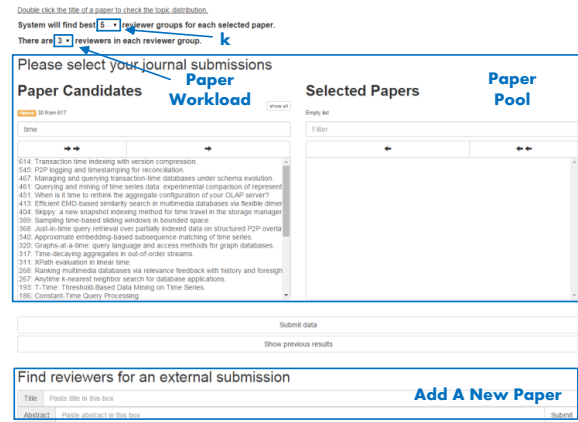 Double click the title of a paper to check the topic distribution.
System will find best 5 reviewer groups for each selected paper.
There are 3 reviewers in each reviewer group.
k
Please select your journal submissions
Paper Workload
Paper Candidates
Selected Papers
Paper Pool
show all
Filtered 30 from 617
Empty list
time
Filter
614: Transaction time indexing with version compression.
545: P2P logging and timestamping for reconciliation.
467: Managing and querying transaction-time databases under schema evolution.
461: Querying and mining of time series data: experimental comparison of represent
451: When is it time to rethink the aggregate configuration of your OLAP server?
413: Efficient EMD-based similarity search in multimedia databases via flexible dimer
404: Skippy: a new snapshot indexing method for time travel in the storage manager
389: Sampling time-based sliding windows in bounded space.
368: Just-in-time query retrieval over partially indexed data on structured P2P overla
340: Approximate embedding-based subsequence matching of time series.
320: Graphs-at-a-time: query language and access methods for graph databases.
317: Time-decaying aggregates in out-of-order streams.
311: XPath evaluation in linear time.
268: Ranking multimedia databases via relevance feedback with history and foresigh
267: Anytime k-nearest neighbor search for database applications.
193: T-Time: Threshold-Based Data Mining on Time Series.
186: Constant-Time Query Processing.
Submit data
Show previous results
Find reviewers for an external submission
Add A New Paper
Title Paste title in this box
Abstract Paste abstract in this box Submit